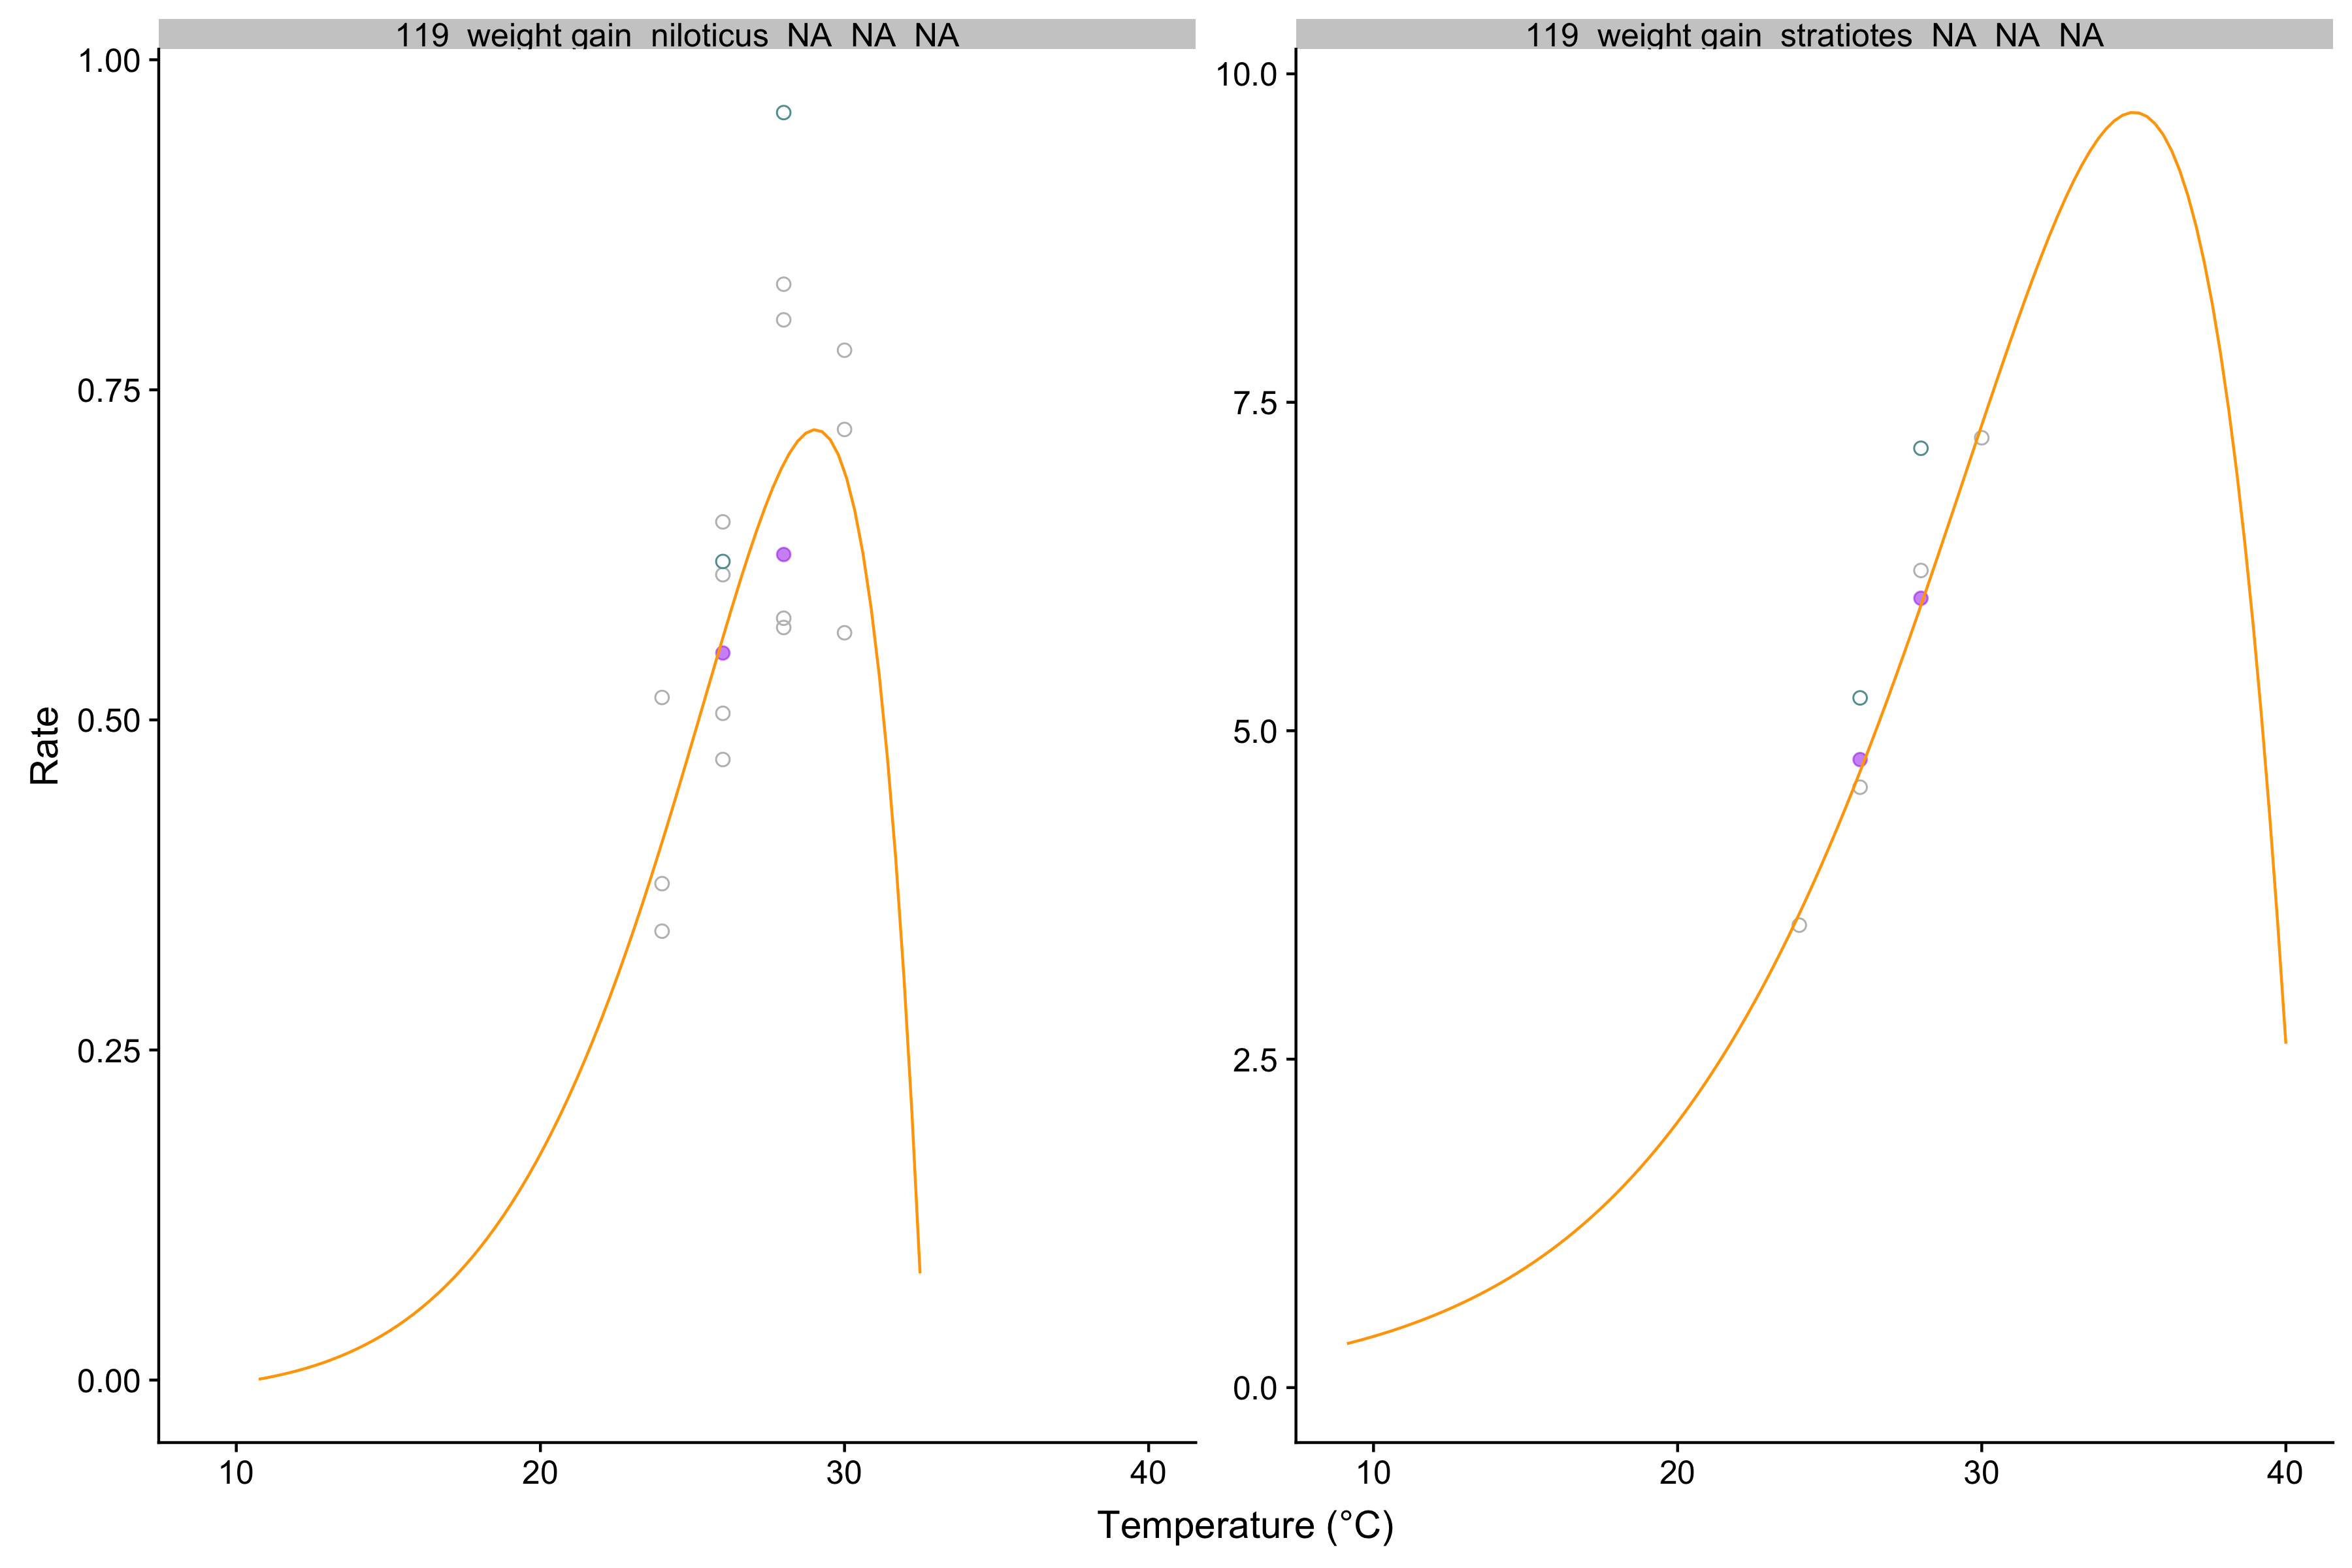 119 weight gain niloticus NA NA NA
119 weight gain stratiotes NA NA NA
Rate
1.00
0.75
0.50
0.25
0.00
10.0
7.5
5.0
2.5
0.0
10 20 30 40
10 20 30 40
Temperature (°C)